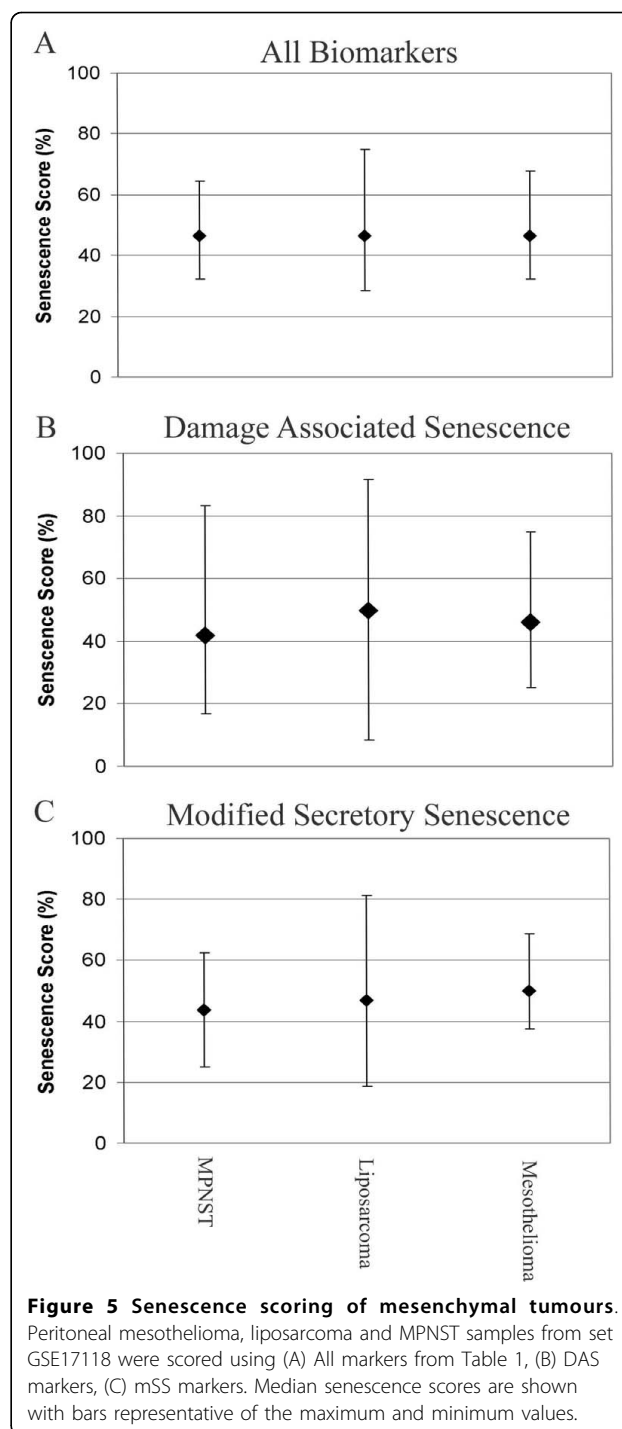 A
All Biomarkers
Senescence Score (%)
100
80
60
40
20
0
B
Damage Associated Senescence
Senscence Score (%)
100
80
60
40
20
0
C
Modified Secretory Senescence
Senescence Score (%)
100
80
60
40
20
0
MPNST
Liposarcoma
Mesothelioma
Figure 5 Senescence scoring of mesenchymal tumours.
Peritoneal mesothelioma, liposarcoma and MPNST samples from set
GSE17118 were scored using (A) All markers from Table 1, (B) DAS
markers, (C) mSS markers. Median senescence scores are shown
with bars representative of the maximum and minimum values.